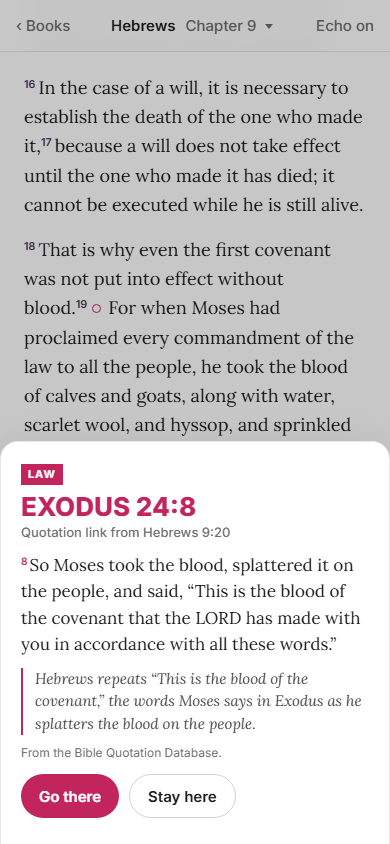 ‹ Books Hebrews Chapter 9 Echo on
16 In the case of a will, it is necessary to
establish the death of the one who made
it,17 because a will does not take effect
until the one who made it has died; it
cannot be executed while he is still alive.
18 That is why even the first covenant
was not put into effect without
blood.19 For when Moses had
proclaimed every commandment of the
law to all the people, he took the blood
of calves and goats, along with water,
scarlet wool, and hyssop, and sprinkled
LAW
EXODUS 24:8
Quotation link from Hebrews 9:20
8 So Moses took the blood, splattered it on
the people, and said, “This is the blood of
the covenant that the LORD has made with
you in accordance with all these words.”
Hebrews repeats “This is the blood of the
covenant,” the words Moses says in Exodus as he
splatters the blood on the people.
From the Bible Quotation Database.
Go there Stay here